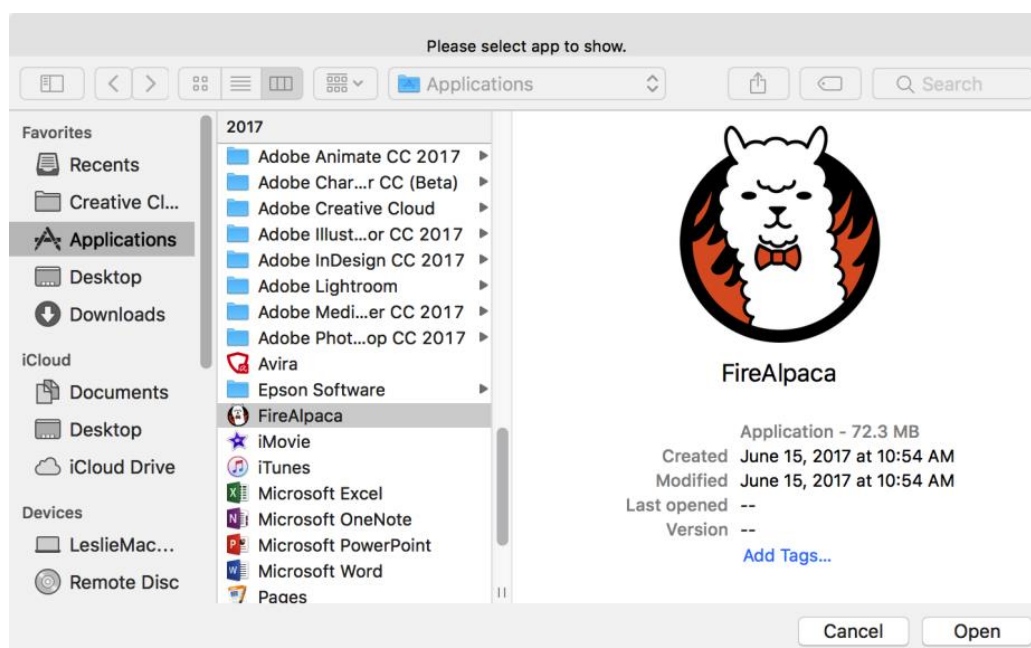 Please select app to show.
Applications
Search
Favorites
Recents
Creative Cl...
Applications
Desktop
Downloads
iCloud
Documents
Desktop
iCloud Drive
Devices
LeslieMac...
Remote Disc
2017
Adobe Animate CC 2017
Adobe Char...r CC (Beta)
Adobe Creative Cloud
Adobe Illust...or CC 2017
Adobe InDesign CC 2017
Adobe Lightroom
Adobe Medi...er CC 2017
Adobe Phot...op CC 2017
Avira
Epson Software
FireAlpaca
iMovie
iTunes
Microsoft Excel
Microsoft OneNote
Microsoft PowerPoint
Microsoft Word
Pages
FireAlpaca
Application - 72.3 MB
Created June 15, 2017 at 10:54 AM
Modified June 15, 2017 at 10:54 AM
Last opened --
Version --
Add Tags...
Cancel
Open